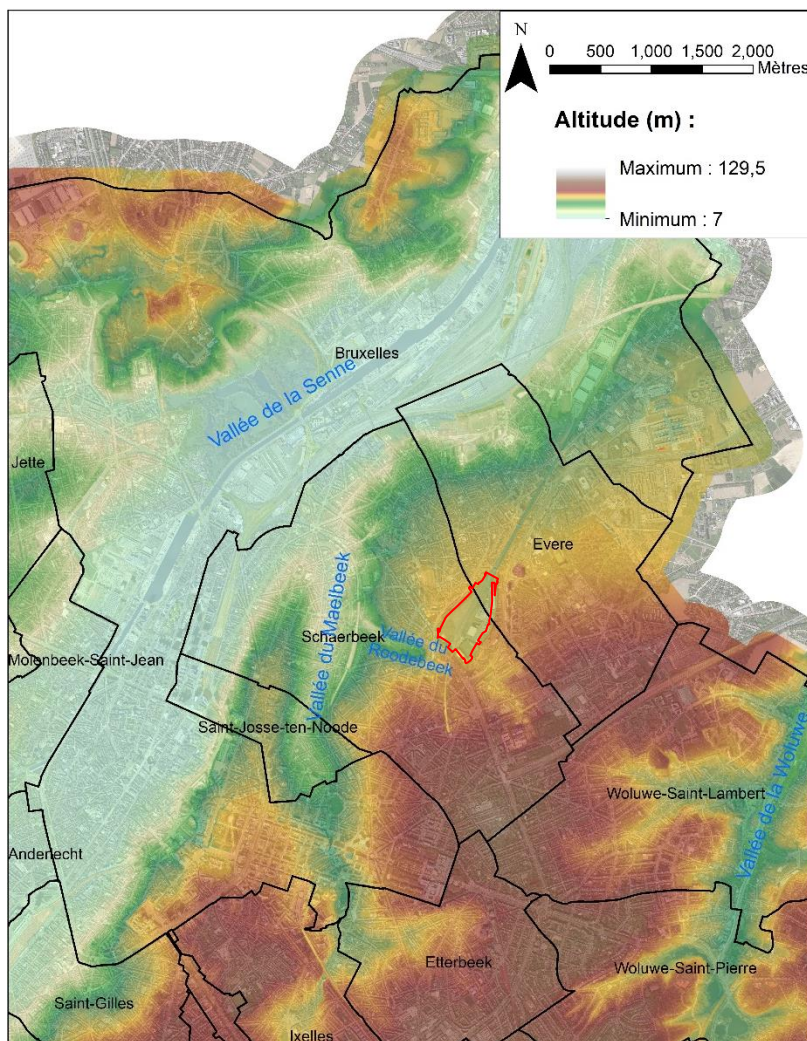 N
0 500 1,000 1,500 2,000
Mètres
Altitude (m) :
Maximum : 129,5
Minimum : 7
Bruxelles
Vallée de la Senne
Jette
Evere
Vallée du Maelbeek
Schaerbeek
Vallée du
Roodebeek
Molenbeek-Saint-Jean
Saint-Josse-ten-Noode
Vallée de la Woluwe
Woluwe-Saint-Lambert
Anderlecht
Etterbeek
Woluwe-Saint-Pierre
Saint-Gilles
Ixelles